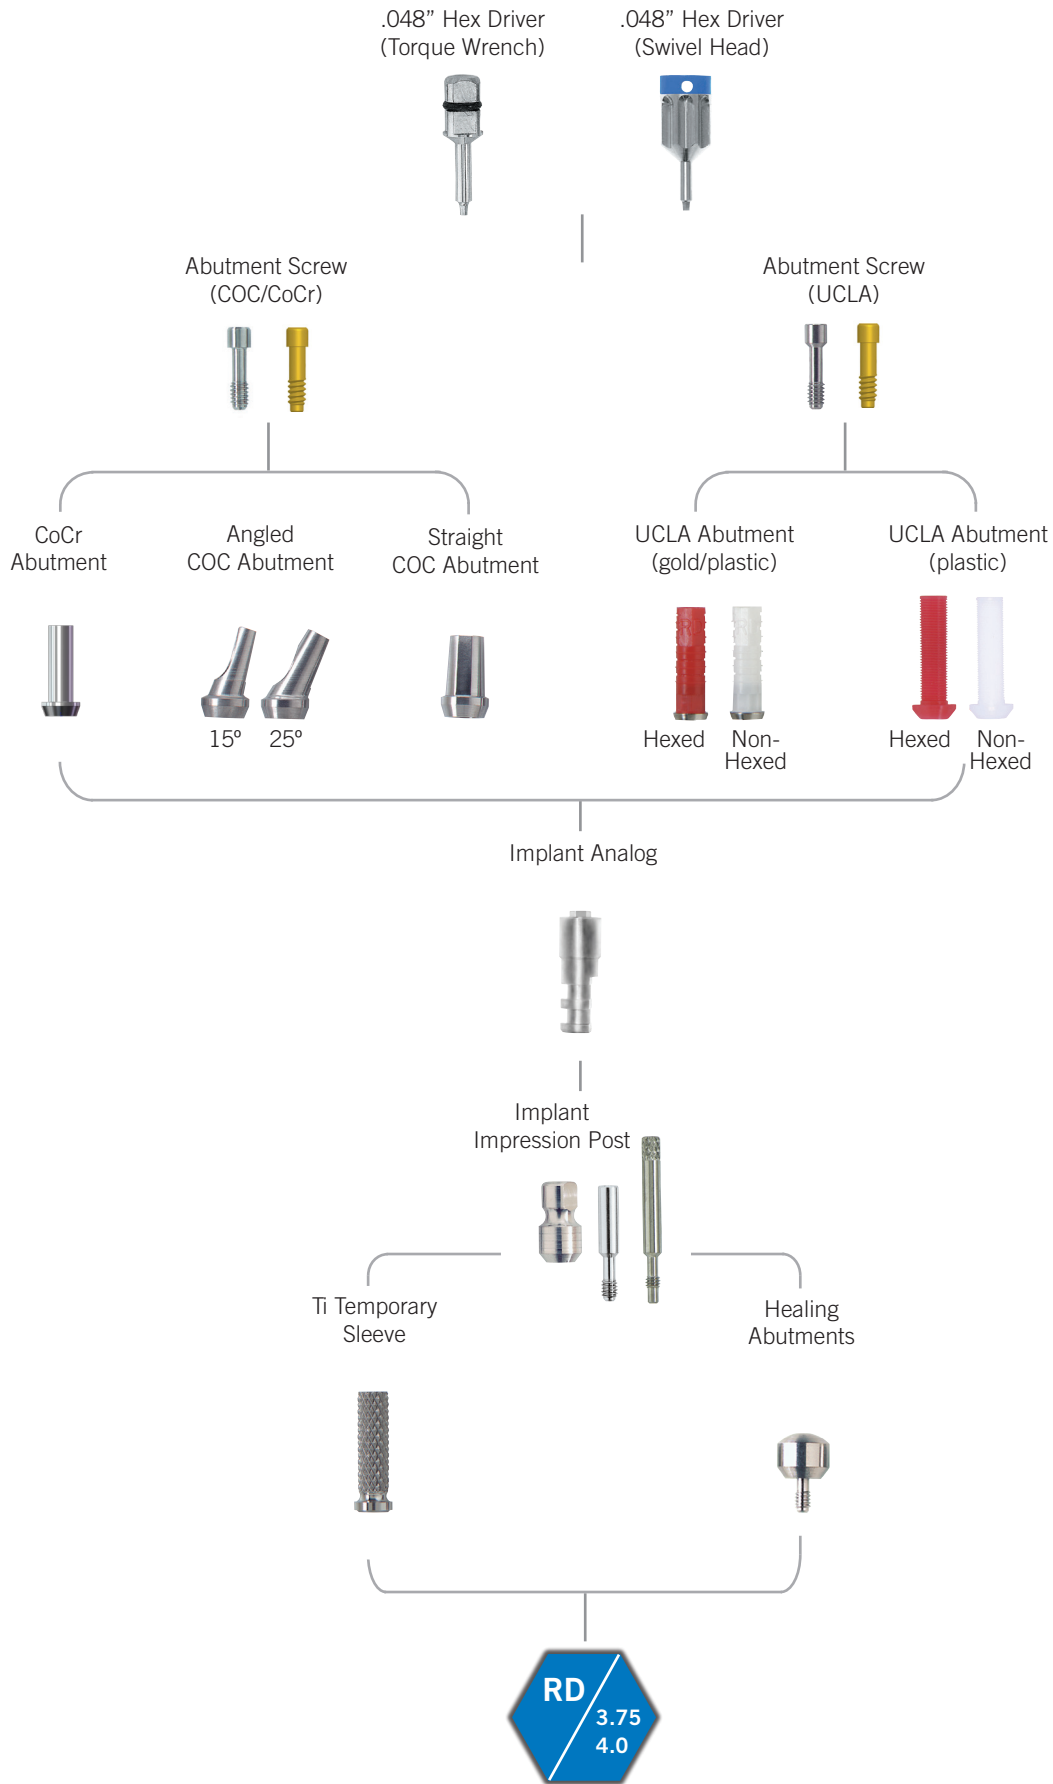 .048” Hex Driver
(Torque Wrench)
.048” Hex Driver
(Swivel Head)
Abutment Screw
(COC/CoCr)
Abutment Screw
(UCLA)
CoCr
Abutment
Angled
COC Abutment
Straight
COC Abutment
UCLA Abutment
(gold/plastic)
UCLA Abutment
(plastic)
RD
15º
25º
Hexed
Non-
Hexed
Hexed
Non-
Hexed
Implant Analog
Implant
Impression Post
Ti Temporary
Sleeve
Healing
Abutments
RD
3.75
4.0